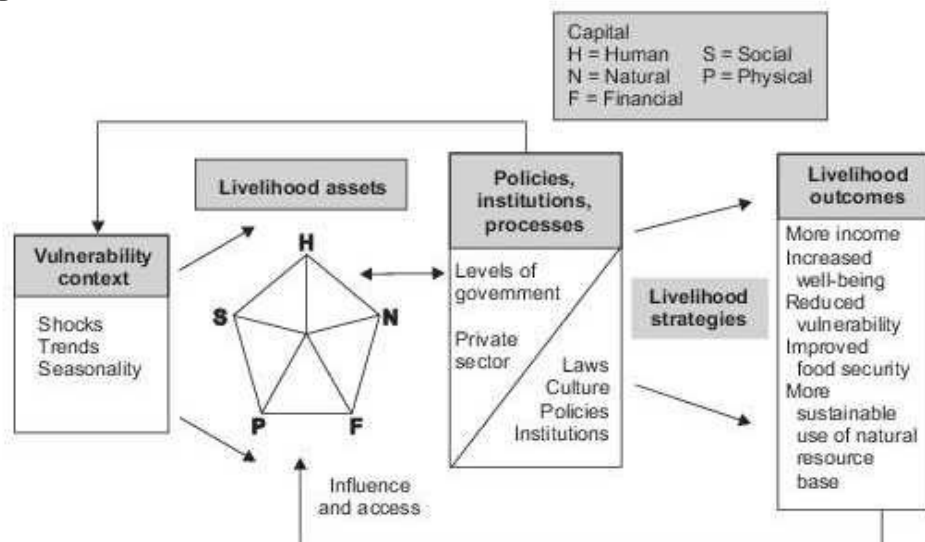 Capital
H = Human S = Social
N = Natural P = Physical
F = Financial
Livelihood assets
Policies,
institutions,
processes
Livelihood
outcomes
Vulnerability
context
Shocks
Trends
Seasonality
H
S
N
P
F
Levels of
government
Private
sector
Laws
Culture
Policies
Institutions
Livelihood
strategies
More income
Increased
well-being
Reduced
vulnerability
Improved
food security
More
sustainable
use of natural
resource
base
Influence
and access